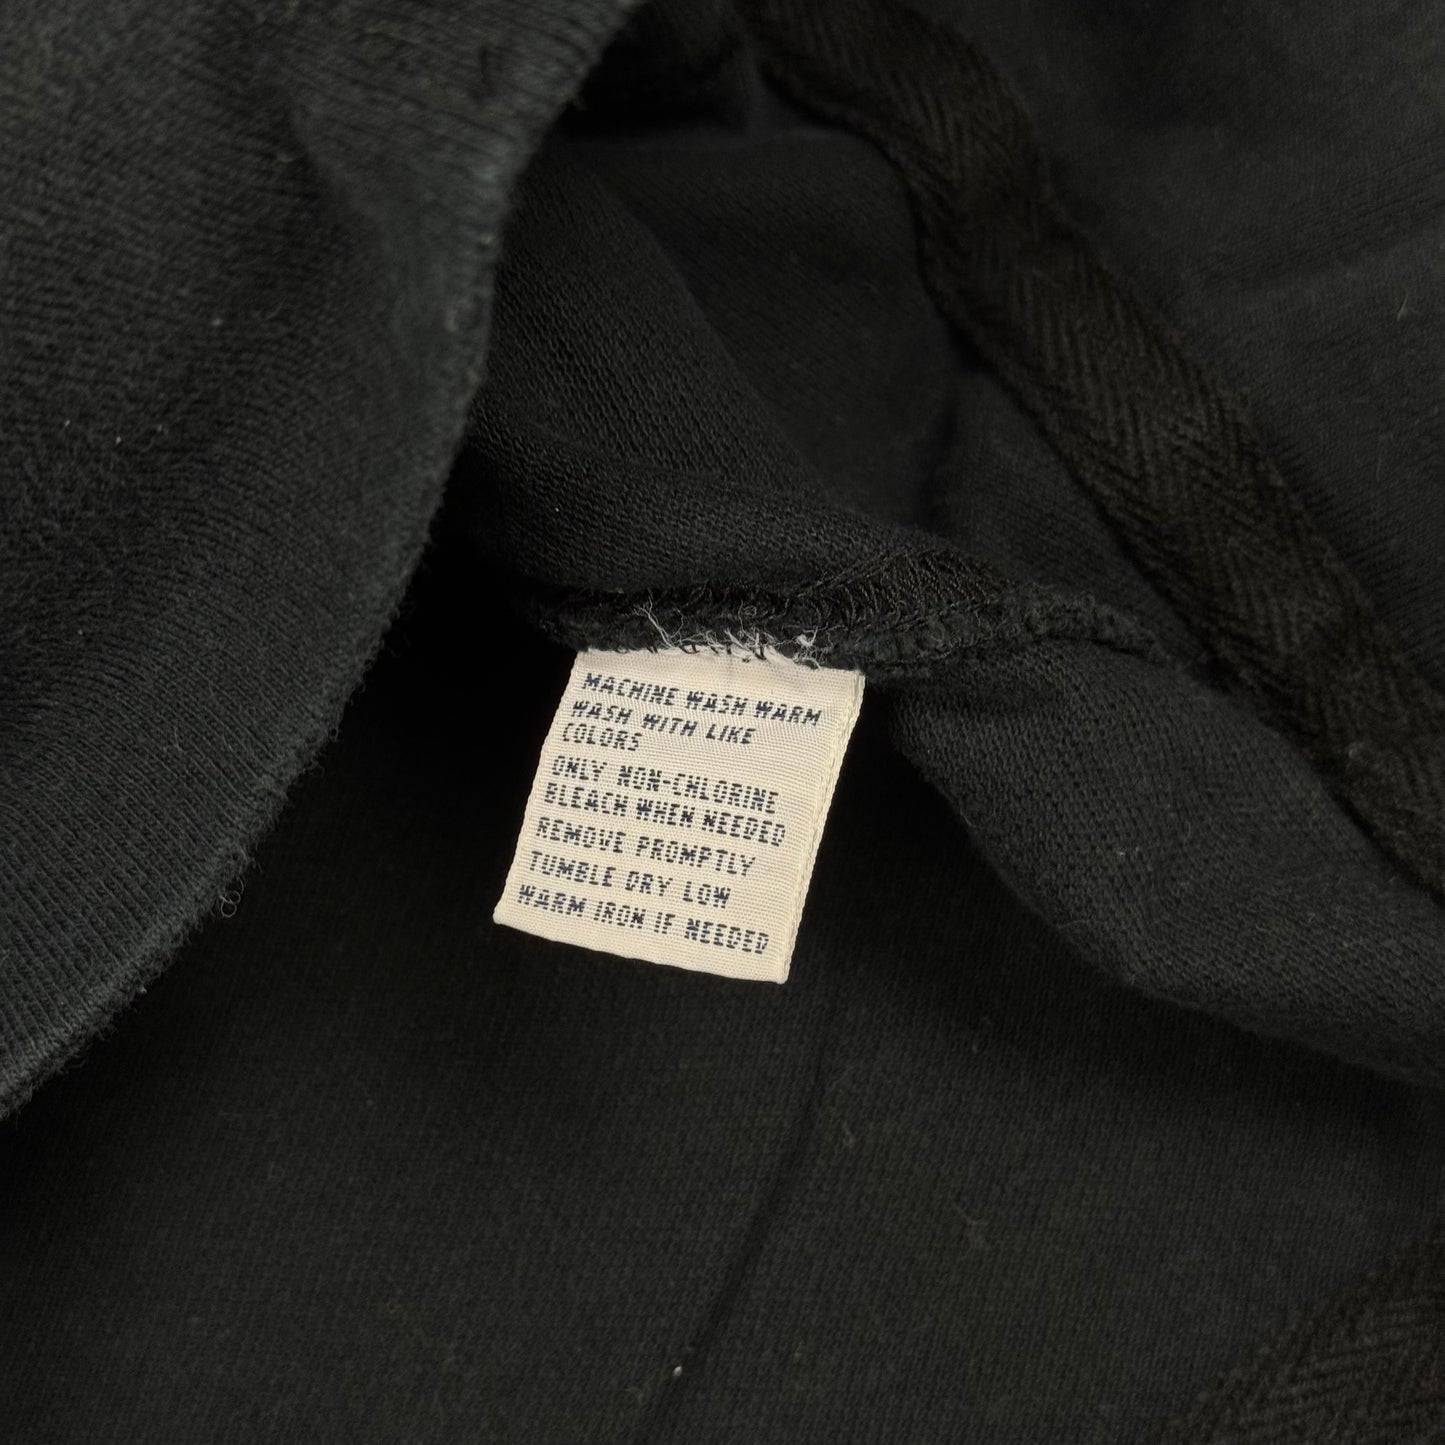 MACHINE WASH WARM
WASH WITH LIKE
COLORS
ONLY NON-CHLORINE
BLEACH WHEN NEEDED
REMOVE PROMPTLY
TUMBLE DRY LOW
WARM IRON IF NEEDED